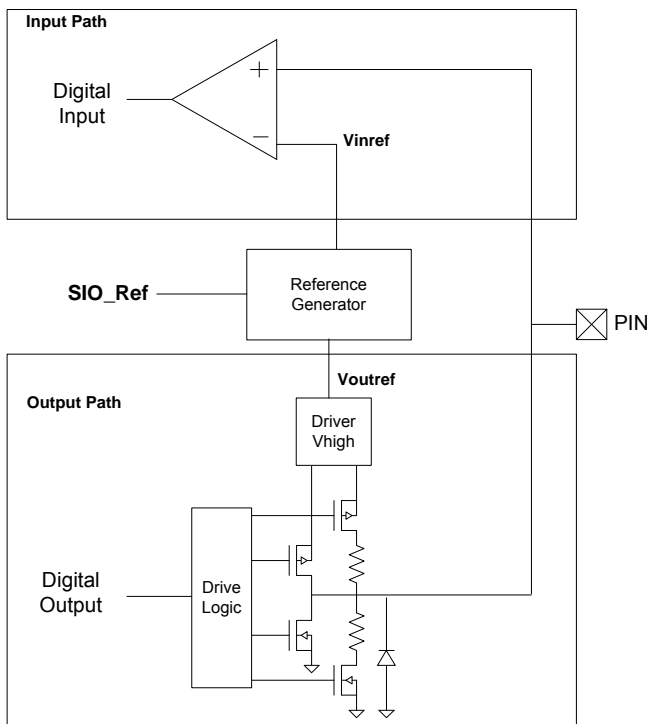 Input Path
+
Digital
Input
−
Vinref
Reference
Generator
SIO_Ref
PIN
Voutref
Output Path
Driver
Vhigh
Drive
Logic
Digital
Output